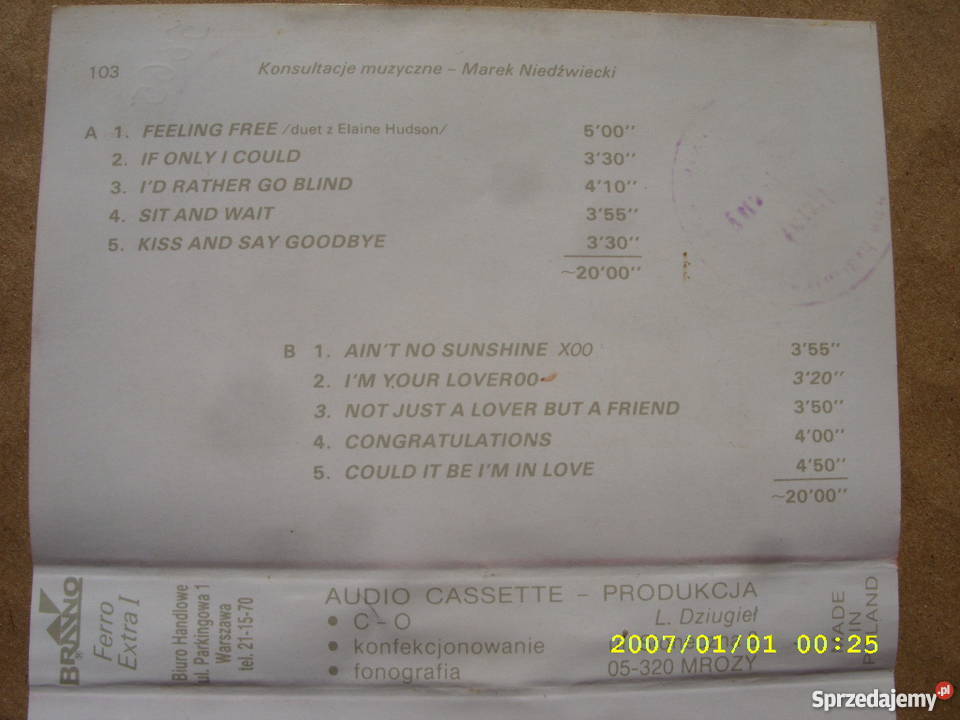 103 Konsultacje muzyczne – Marek Niedźwiecki
A 1. FEELING FREE /duet z Elaine Hudson/ 5'00''
2. IF ONLY I COULD 3'30''
3. I'D RATHER GO BLIND 4'10''
4. SIT AND WAIT 3'55''
5. KISS AND SAY GOODBYE 3'30''
~20'00''
B 1. AIN'T NO SUNSHINE XOO 3'55''
2. I'M YOUR LOVEROO 3'20''
3. NOT JUST A LOVER BUT A FRIEND 3'50''
4. CONGRATULATIONS 4'00''
5. COULD IT BE I'M IN LOVE 4'50''
~20'00''
BRAWO
Ferro
Extra I
Biuro Handlowe
ul. Parkingowa 1
Warszawa
tel. 21-15-70
AUDIO CASSETTE – PRODUKCJA
• C-O
• konfekcjonowanie
• fonografia
L. Dziugieł
05-320 MROZY
MADE
IN
POLAND
2007/01/01 00:25
Sprzedajemy.pl